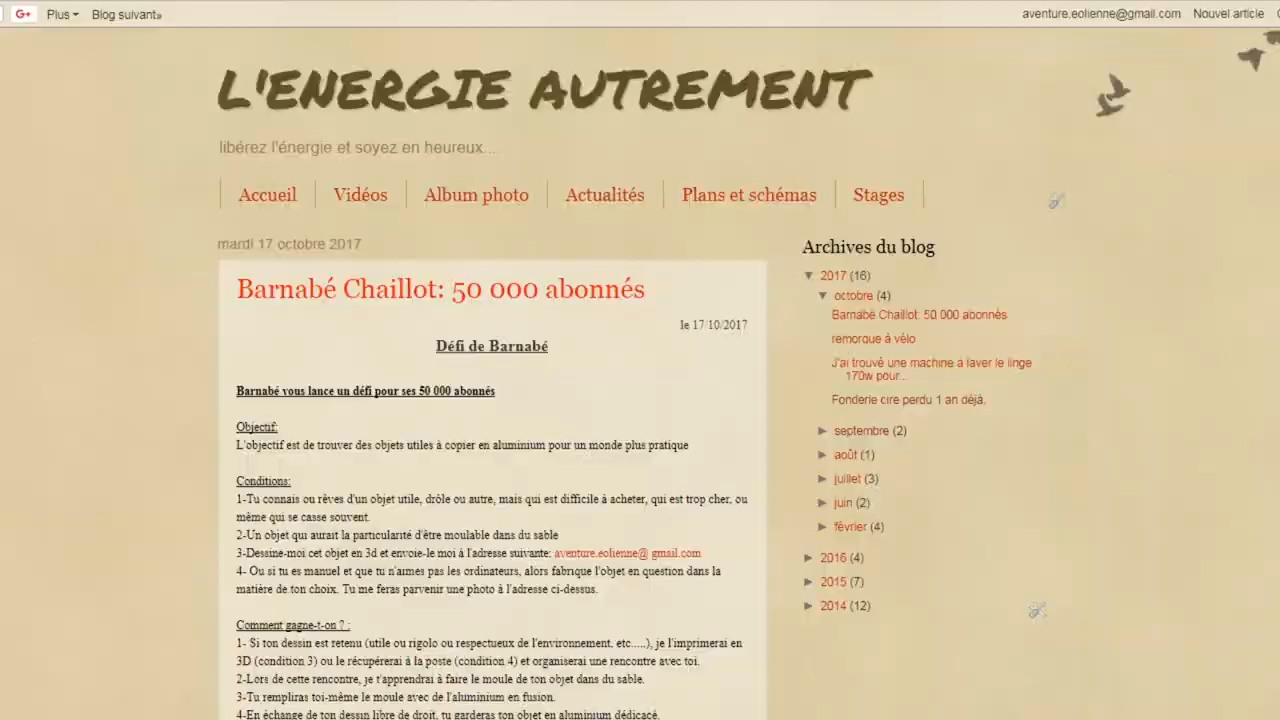 G+ Plus Blog suivant» aventure.eolienne@gmail.com Nouvel article
L'ENERGIE AUTREMENT
libérez l'énergie et soyez en heureux....
Accueil Vidéos Album photo Actualités Plans et schémas Stages
mardi 17 octobre 2017
Barnabé Chaillot: 50 000 abonnés
le 17/10/2017
Défi de Barnabé
Barnabé vous lance un défi pour ses 50 000 abonnés
Objectif:
L'objectif est de trouver des objets utiles à copier en aluminium pour un monde plus pratique
Conditions:
1-Tu connais ou rêves d'un objet utile, drôle ou autre, mais qui est difficile à acheter, qui est trop cher, ou
même qui se casse souvent.
2-Un objet qui aurait la particularité d'être moulable dans du sable
3-Dessine-moi cet objet en 3d et envoie-le moi à l'adresse suivante: aventure.eolienne@ gmail.com
4- Ou si tu es manuel et que tu n'aimes pas les ordinateurs, alors fabrique l'objet en question dans la
matière de ton choix. Tu me feras parvenir une photo à l'adresse ci-dessus.
Comment gagne-t-on ? :
1- Si ton dessin est retenu (utile ou rigolo ou respectueux de l'environnement, etc.....), je l'imprimerai en
3D (condition 3) ou le récupérerai à la poste (condition 4) et organiserai une rencontre avec toi.
2-Lors de cette rencontre, je t'apprendrai à faire le moule de ton objet dans du sable.
3-Tu rempliras toi-même le moule avec de l'aluminium en fusion.
4-En échange de ton dessin libre de droit, tu garderas ton objet en aluminium dédicacé.
Archives du blog
▼ 2017 (16)
▼ octobre (4)
Barnabé Chaillot: 50 000 abonnés
remorque à vélo
J'ai trouvé une machine a laver le linge
170w pour...
Fonderie cire perdu 1 an déjà.
► septembre (2)
► août (1)
► juillet (3)
► juin (2)
► février (4)
► 2016 (4)
► 2015 (7)
► 2014 (12)